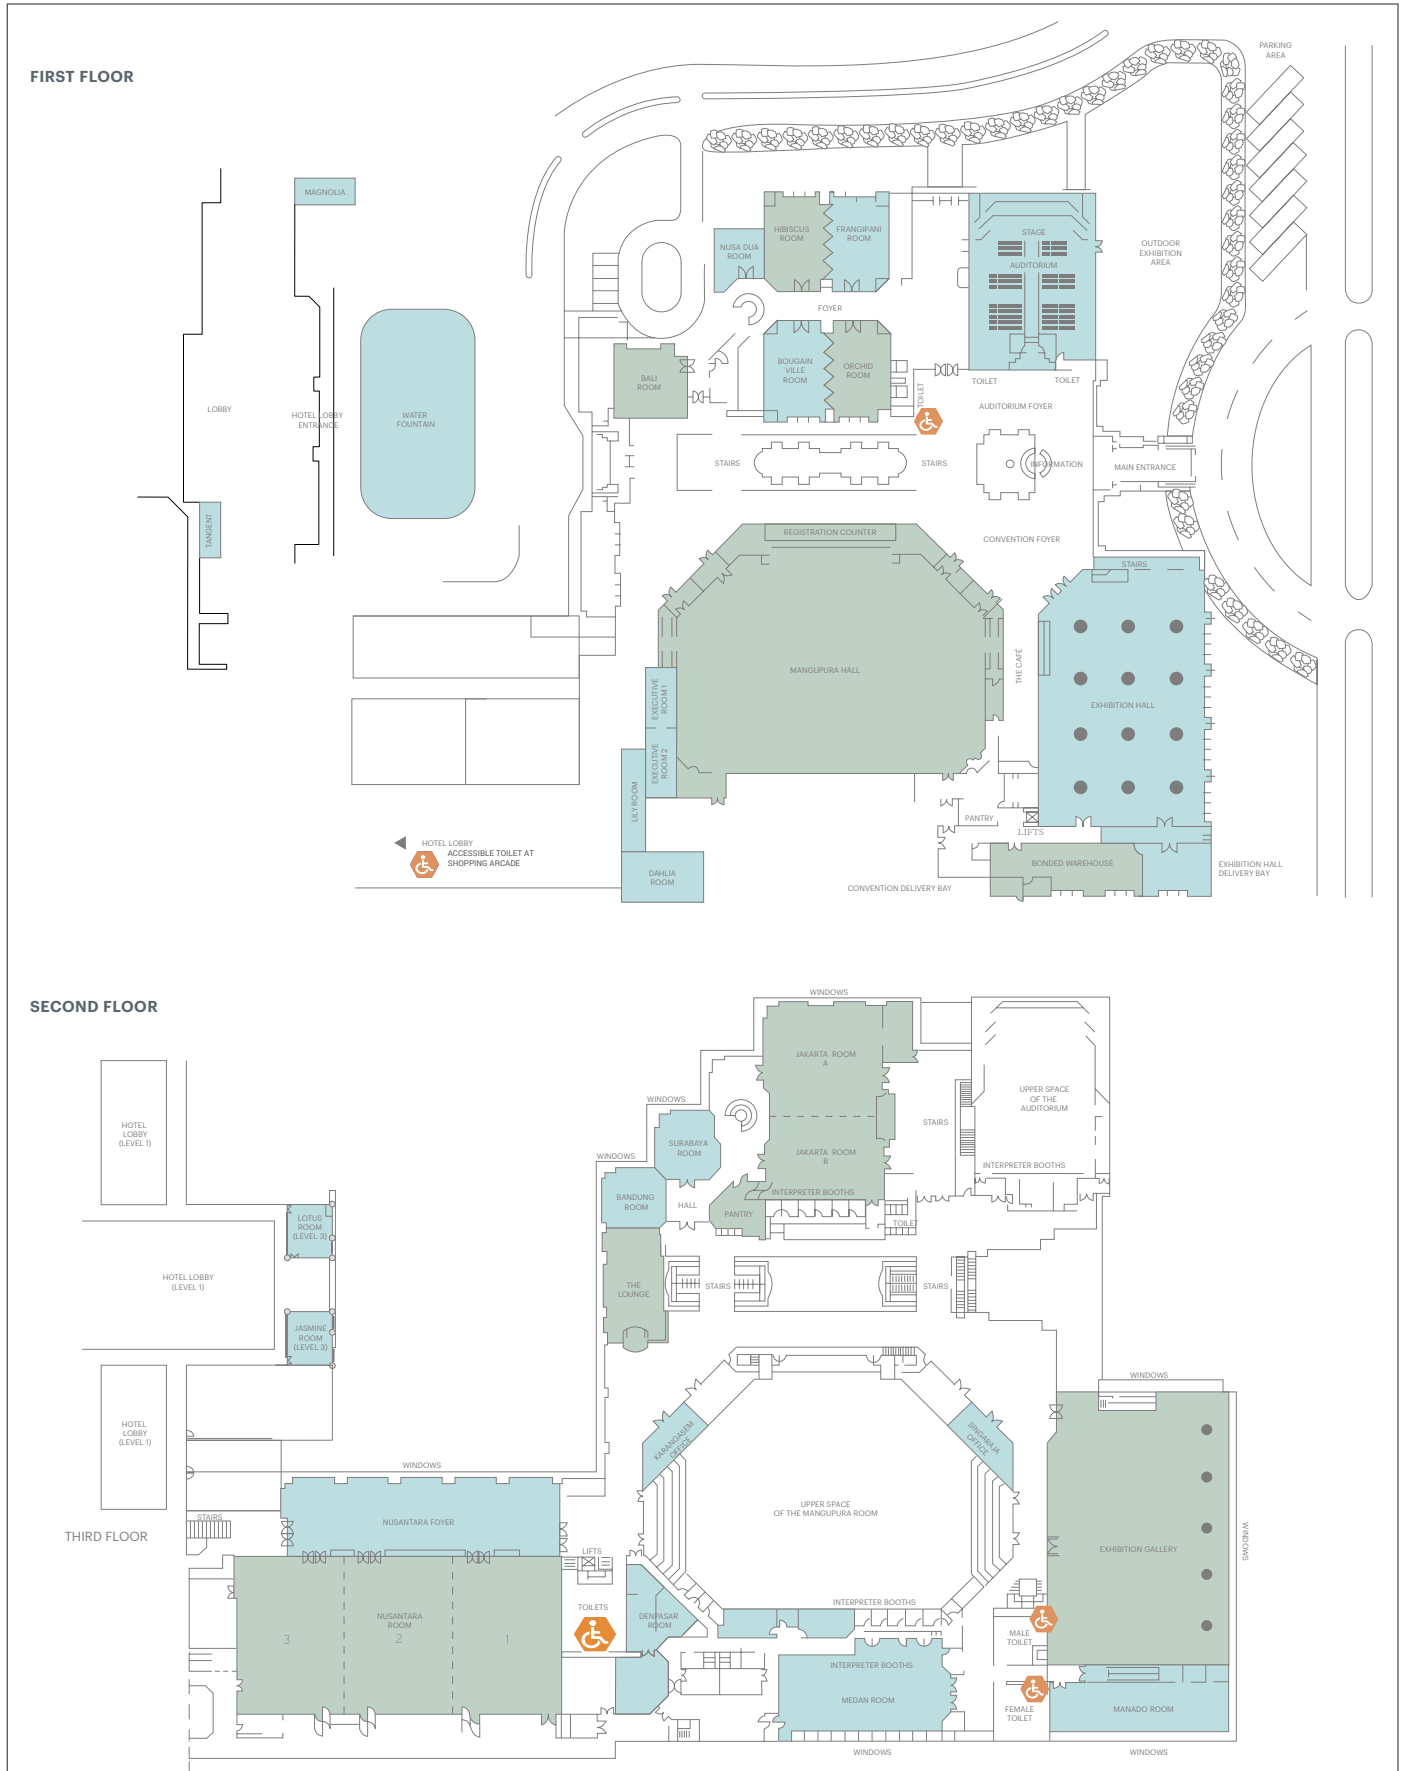 FIRST FLOOR
PARKING
AREA
MAGNOLIA
HIBISCUS
ROOM
FRANGIPANI
ROOM
NUSA DUA
ROOM
STAGE
AUDITORIUM
OUTDOOR
EXHIBITION
AREA
FOYER
BOUGAIN
VILLE
ROOM
ORCHID
ROOM
BALI
ROOM
TOILET
TOILET
TOILET
AUDITORIUM FOYER
LOBBY
HOTEL LOBBY
ENTRANCE
WATER
FOUNTAIN
STAIRS
STAIRS
INFORMATION
MAIN ENTRANCE
TANGENT
REGISTRATION COUNTER
CONVENTION FOYER
STAIRS
MANGUPURA HALL
THE CAFÉ
EXECUTIVE
ROOM 1
EXECUTIVE
ROOM 2
EXHIBITION HALL
LILY ROOM
PANTRY
LIFTS
HOTEL LOBBY
ACCESSIBLE TOILET AT
SHOPPING ARCADE
DAHLIA
ROOM
BONDED WAREHOUSE
EXHIBITION HALL
DELIVERY BAY
CONVENTION DELIVERY BAY
SECOND FLOOR
WINDOWS
JAKARTA ROOM
A
WINDOWS
UPPER SPACE
OF THE
AUDITORIUM
HOTEL
LOBBY
(LEVEL 1)
STAIRS
SURABAYA
ROOM
WINDOWS
JAKARTA ROOM
B
INTERPRETER BOOTHS
INTERPRETER BOOTHS
BANDUNG
ROOM
HALL
PANTRY
TOILET
LOTUS
ROOM
(LEVEL 3)
HOTEL LOBBY
(LEVEL 1)
THE
LOUNGE
STAIRS
STAIRS
JASMINE
ROOM
(LEVEL 3)
WINDOWS
HOTEL
LOBBY
(LEVEL 1)
KARANGASEM
OFFICE
SINGARAJA
OFFICE
WINDOWS
UPPER SPACE
OF THE MANGUPURA ROOM
STAIRS
NUSANTARA FOYER
THIRD FLOOR
LIFTS
EXHIBITION GALLERY
WINDOWS
TOILETS
INTERPRETER BOOTHS
DENPASAR
ROOM
NUSANTARA
ROOM
3
2
1
MALE
TOILET
INTERPRETER BOOTHS
MEDAN ROOM
FEMALE
TOILET
MANADO ROOM
WINDOWS
WINDOWS